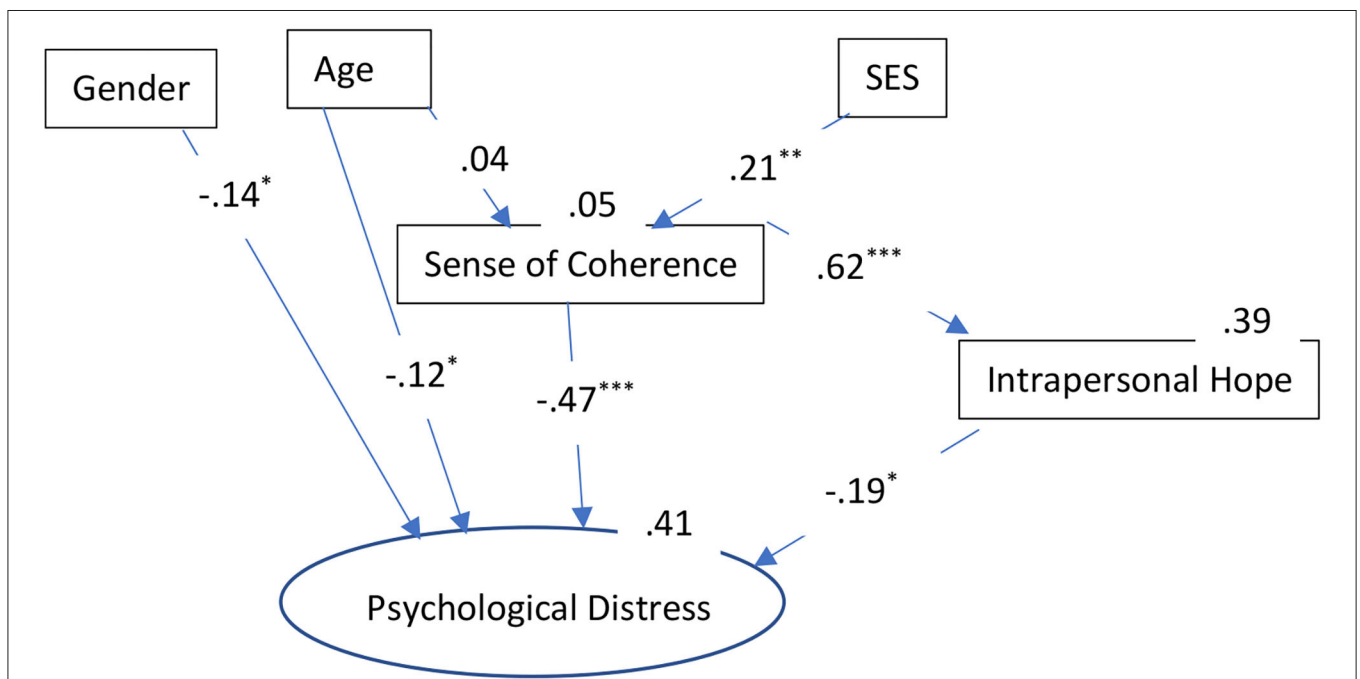 Gender
Age
SES
.04
.21**
-.14*
.05
Sense of Coherence
.62***
.39
-.12*
-.47***
Intrapersonal Hope
-.19*
.41
Psychological Distress